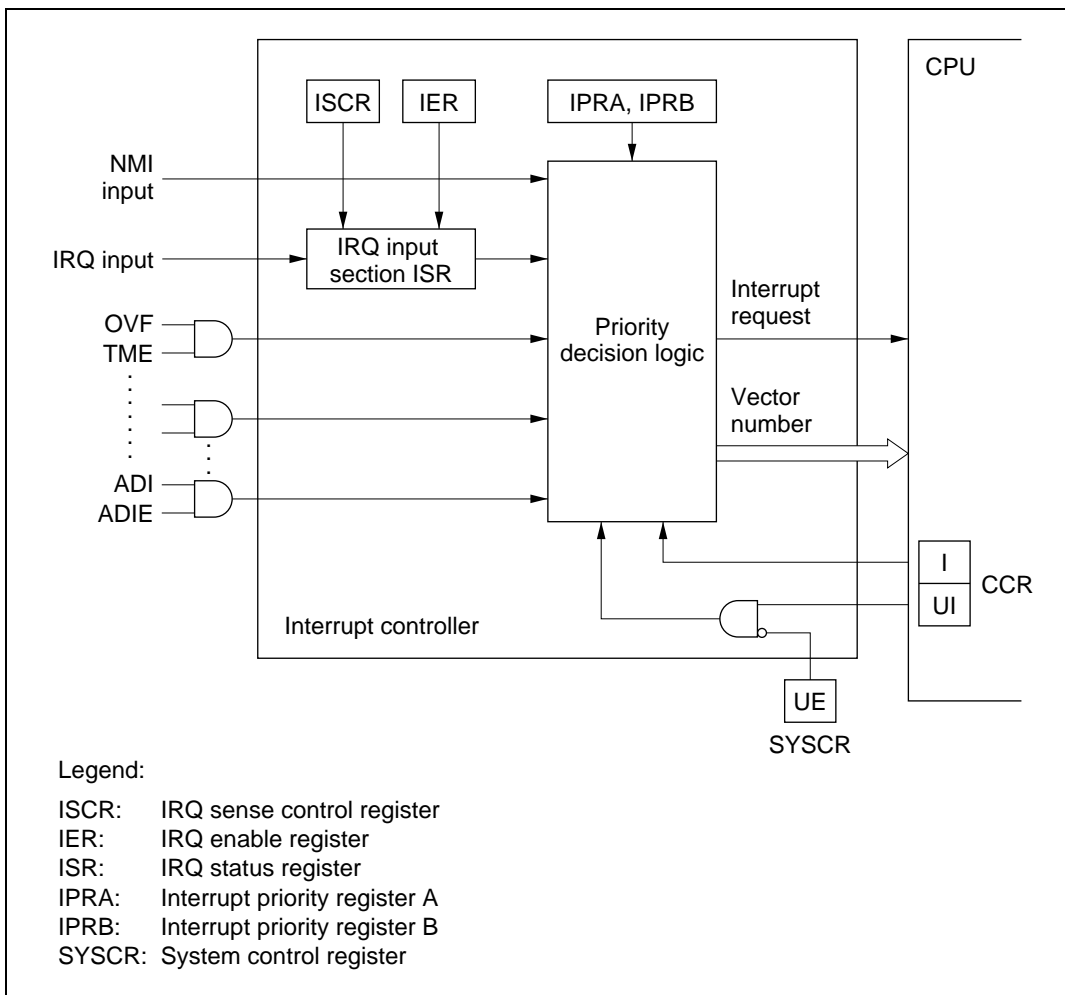 CPU
ISCR
IER
IPRA, IPRB
NMI
input
IRQ input
IRQ input
section ISR
OVF
TME
Priority
decision logic
Interrupt
request
Vector
number
ADI
ADIE
I
UI
CCR
Interrupt controller
UE
SYSCR
Legend:
ISCR: IRQ sense control register
IER: IRQ enable register
ISR: IRQ status register
IPRA: Interrupt priority register A
IPRB: Interrupt priority register B
SYSCR: System control register